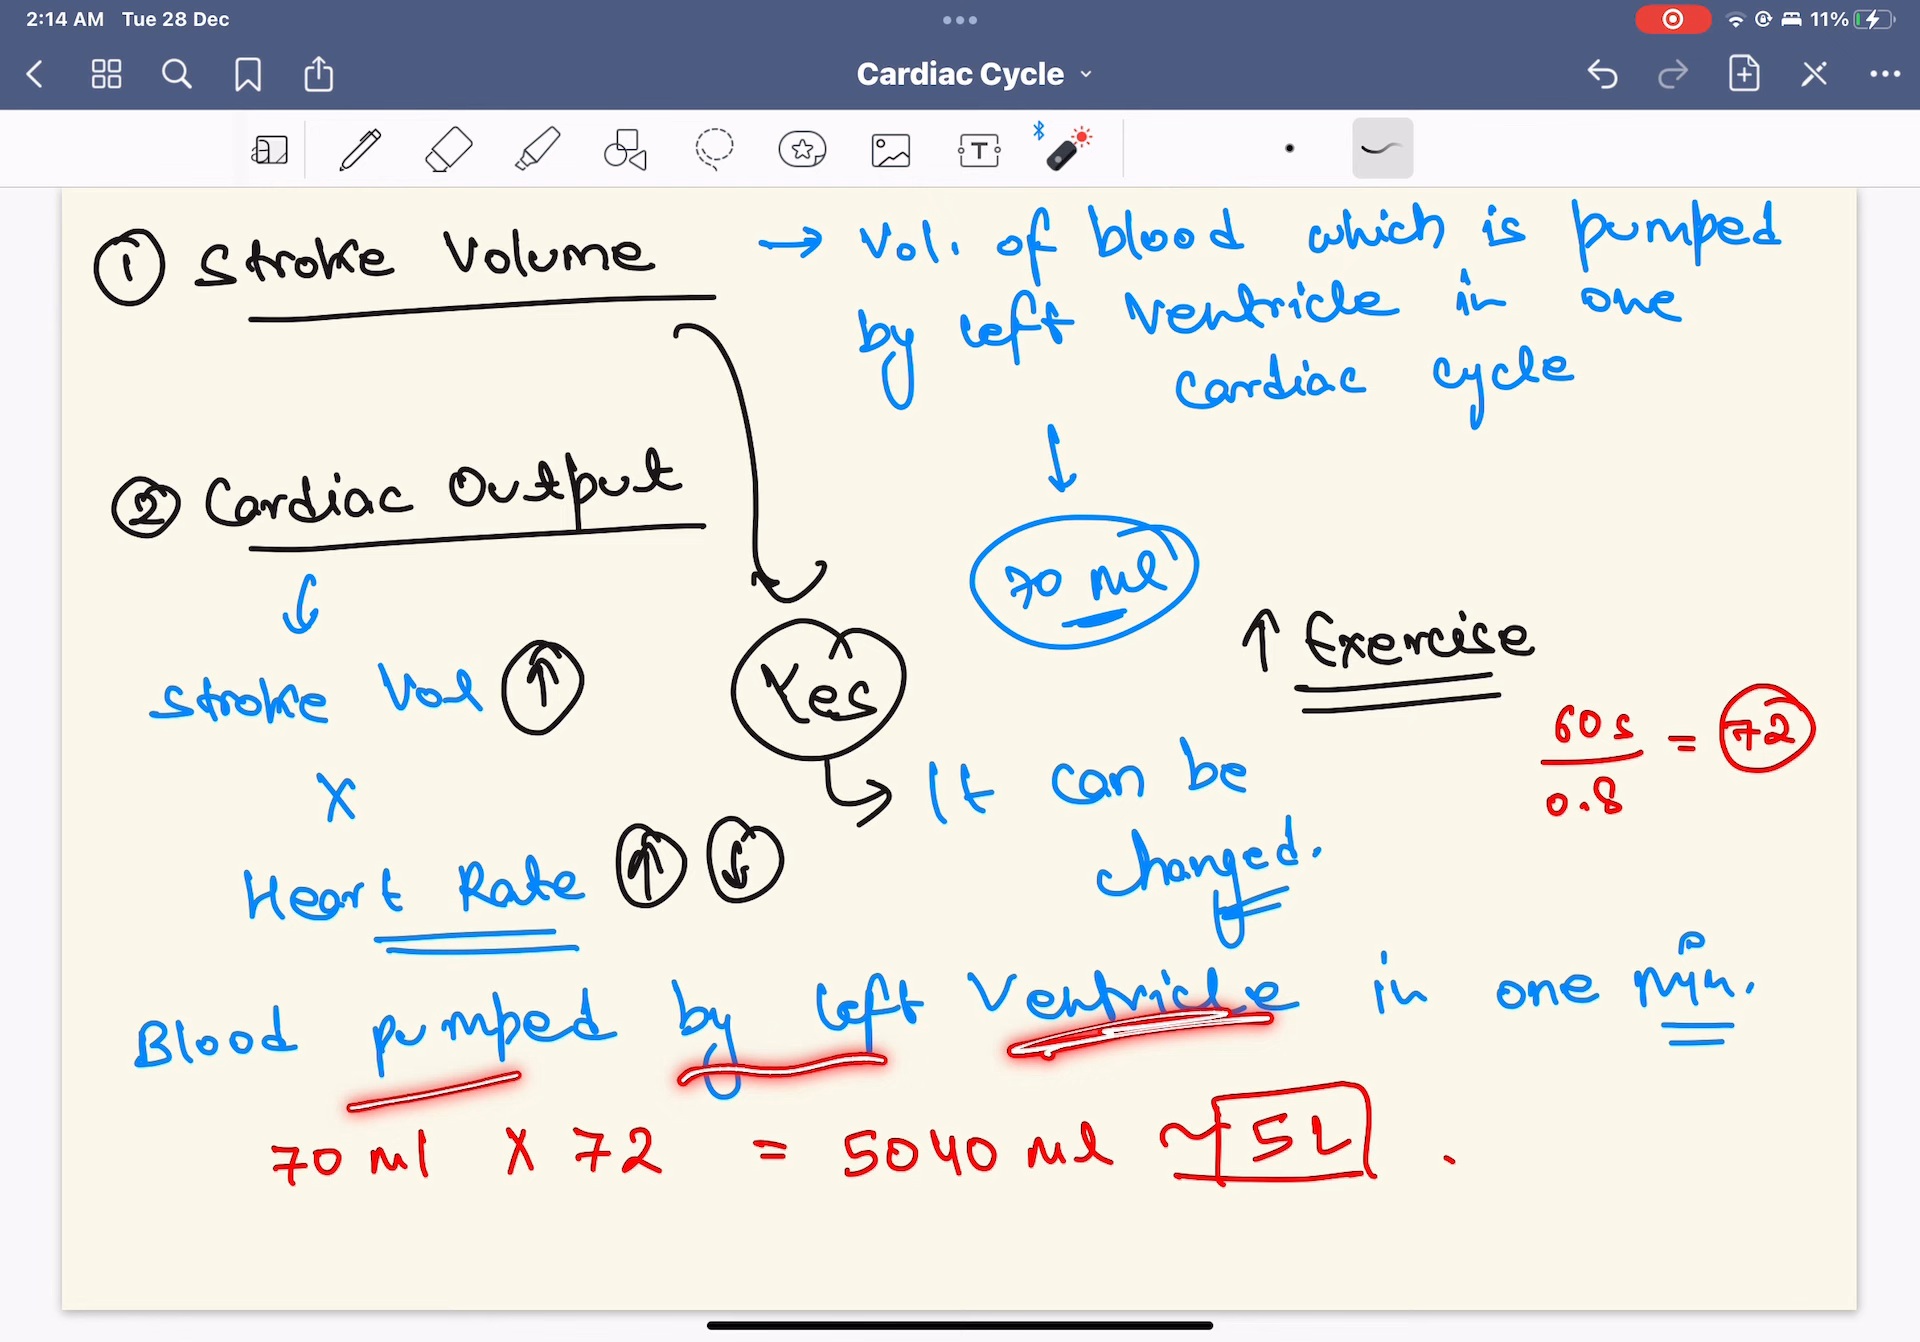 2:14 AM Tue 28 Dec
11%
Cardiac Cycle
T
① Stroke Volume → Vol. of blood which is pumped
by left Ventricle in one
cardiac cycle
↓
70 ml
② Cardiac Output
↓
↑ Exercise
Stroke Vol ↑
Yes
60 s / 0.8 = 72
X
It can be
changed.
Heart Rate ↑ ↓
Blood pumped by left Ventricle in one min.
70 ml X 72 = 5040 ml ~ 5L .